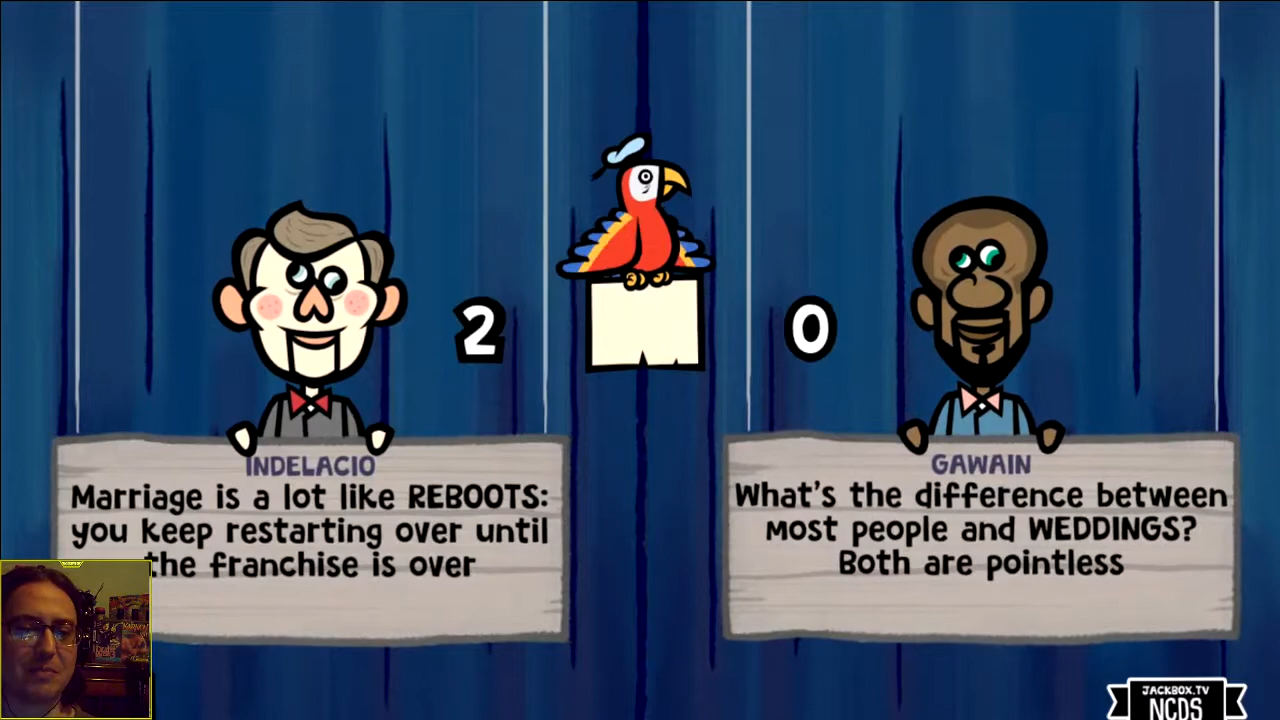 2
0
INDELACIO
Marriage is a lot like REBOOTS:
you keep restarting over until
the franchise is over
GAWAIN
What's the difference between
most people and WEDDINGS?
Both are pointless
JACKBOX.TV
NCDS